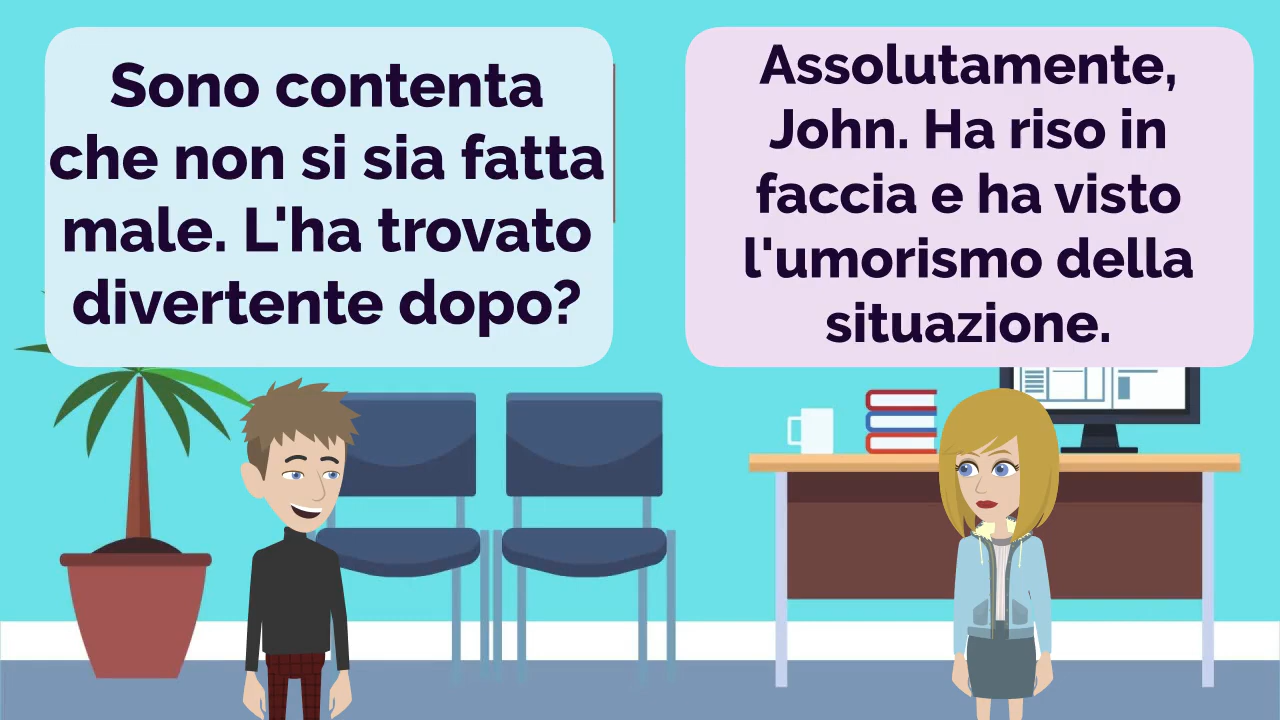 Sono contenta
che non si sia fatta
male. L'ha trovato
divertente dopo?
Assolutamente,
John. Ha riso in
faccia e ha visto
l'umorismo della
situazione.